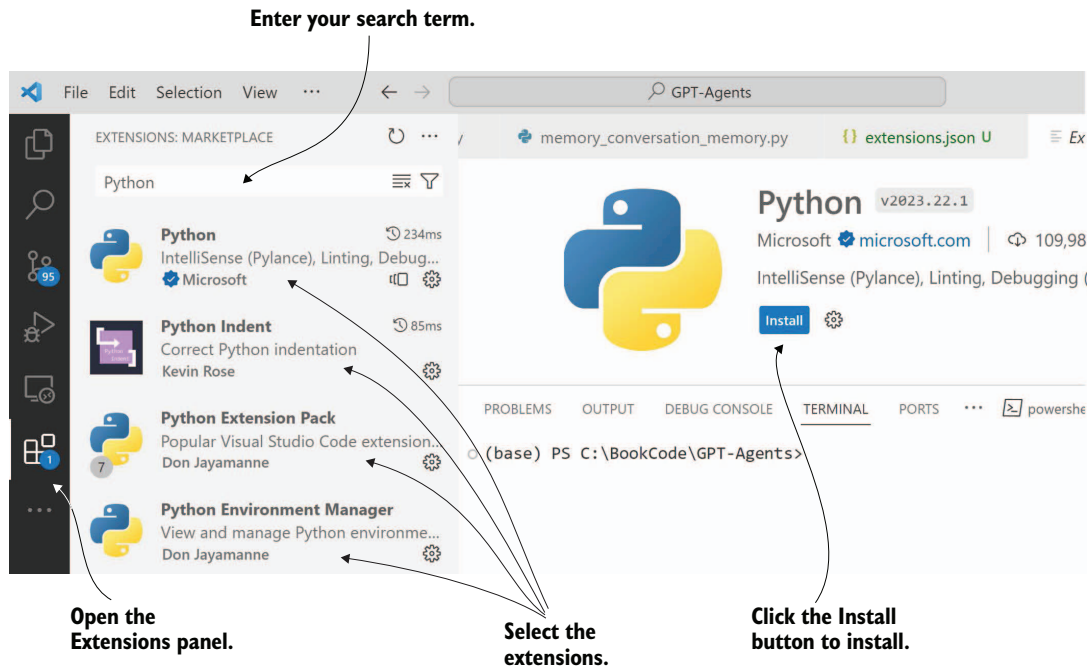 Enter your search term.
File Edit Selection View ··· ← → GPT-Agents
EXTENSIONS: MARKETPLACE ···
Python
Python 234ms
IntelliSense (Pylance), Linting, Debug...
Microsoft
Python Indent 85ms
Correct Python indentation
Kevin Rose
Python Extension Pack
Popular Visual Studio Code extension...
7 Don Jayamanne
Python Environment Manager
View and manage Python environme...
Don Jayamanne
95
1
···
y memory_conversation_memory.py {} extensions.json U Ex
Python v2023.22.1
Microsoft microsoft.com | 109,98
IntelliSense (Pylance), Linting, Debugging (
Install
PROBLEMS OUTPUT DEBUG CONSOLE TERMINAL PORTS ··· powershe
(base) PS C:\BookCode\GPT-Agents>
Open the
Extensions panel.
Select the
extensions.
Click the Install
button to install.